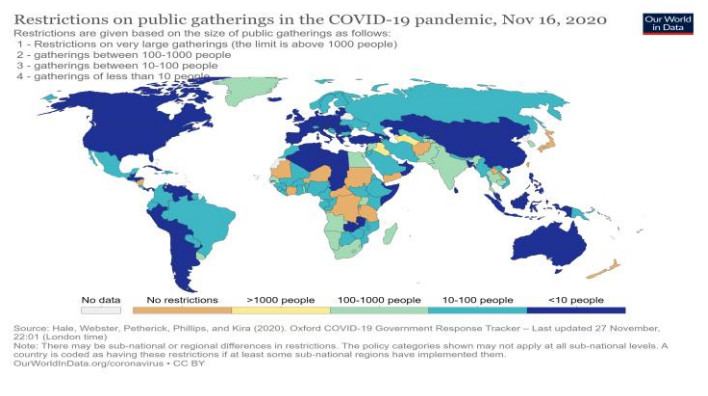 Restrictions on public gatherings in the COVID-19 pandemic, Nov 16, 2020
Our World
in Data
Restrictions are given based on the size of public gatherings as follows:
1 - Restrictions on very large gatherings (the limit is above 1000 people)
2 - gatherings between 100-1000 people
3 - gatherings between 10-100 people
4 - gatherings of less than 10 people
No data
No restrictions
>1000 people
100-1000 people
10-100 people
<10 people
Source: Hale, Webster, Petherick, Phillips, and Kira (2020). Oxford COVID-19 Government Response Tracker – Last updated 27 November,
22:01 (London time)
Note: There may be sub-national or regional differences in restrictions. The policy categories shown may not apply at all sub-national levels. A
country is coded as having these restrictions if at least some sub-national regions have implemented them.
OurWorldInData.org/coronavirus • CC BY